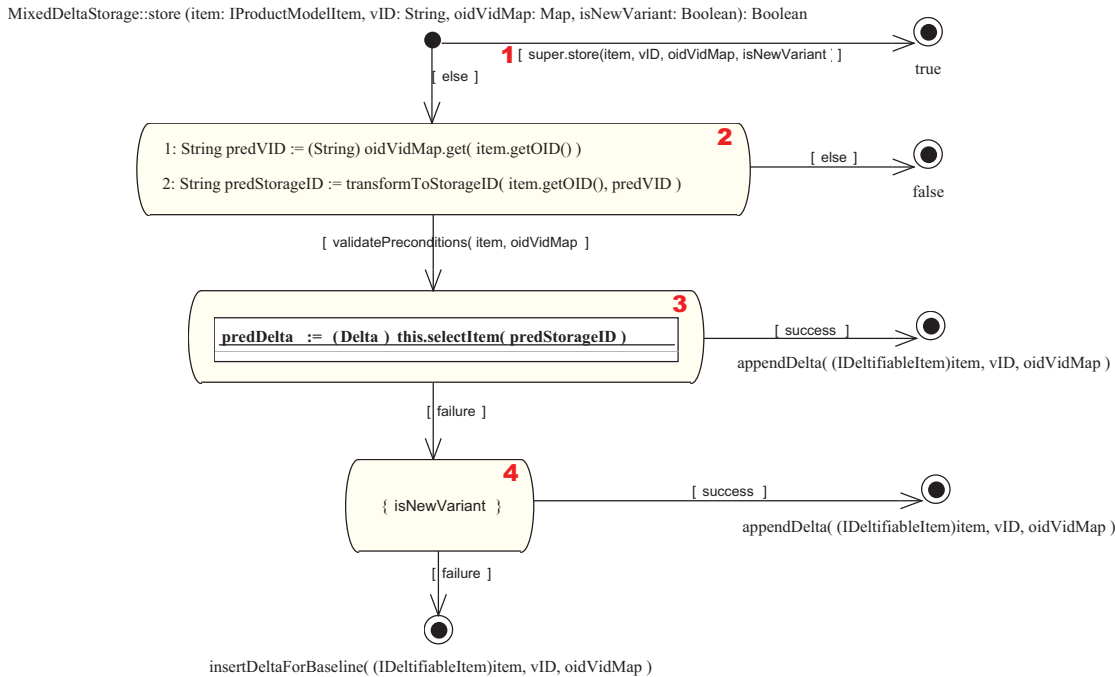 MixedDeltaStorage::store (item: IProductModelItem, vID: String, oidVidMap: Map, isNewVariant: Boolean): Boolean
1 [ super.store(item, vID, oidVidMap, isNewVariant ) ]
true
[ else ]
2
1: String predVID := (String) oidVidMap.get( item.getOID() )
2: String predStorageID := transformToStorageID( item.getOID(), predVID )
[ else ]
false
[ validatePreconditions( item, oidVidMap ]
3
predDelta := (Delta ) this.selectItem( predStorageID )
[ success ]
appendDelta( (IDeltifiableItem)item, vID, oidVidMap )
[ failure ]
4
{ isNewVariant }
[ success ]
appendDelta( (IDeltifiableItem)item, vID, oidVidMap )
[ failure ]
insertDeltaForBaseline( (IDeltifiableItem)item, vID, oidVidMap )